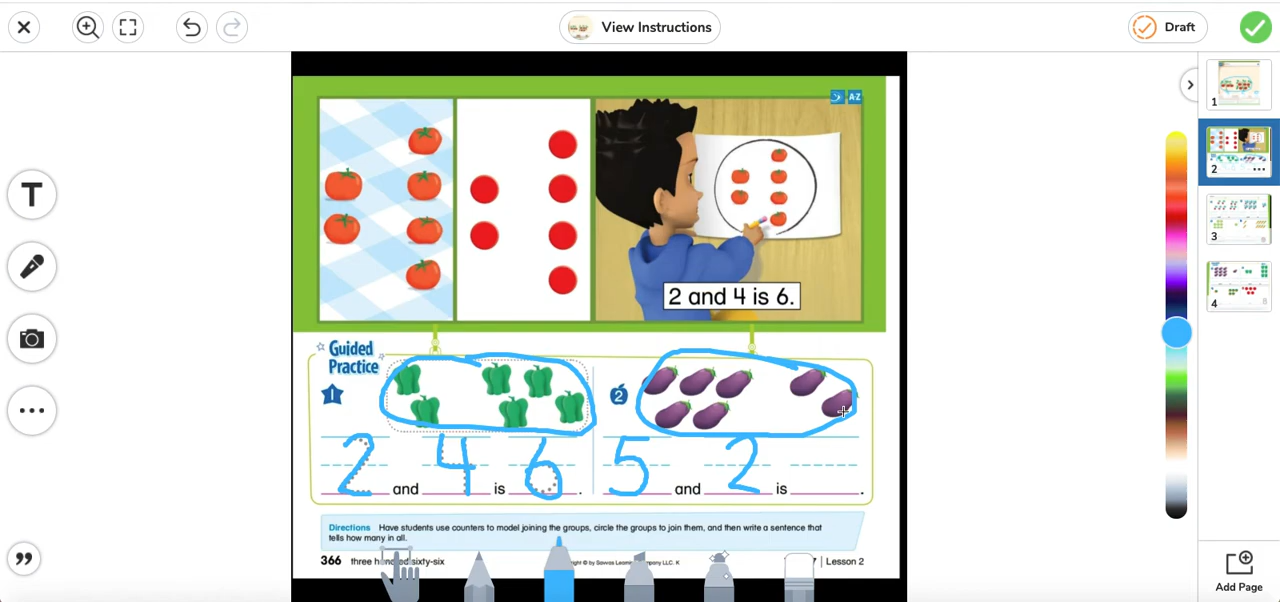 View Instructions
Draft
T
1
2
3
4
A-Z
2 and 4 is 6.
Guided
Practice
1
2
2 and 4 is 6.
5 and 2 is .
Directions Have students use counters to model joining the groups, circle the groups to join them, and then write a sentence that
tells how many in all.
366 three hundred sixty-six
Lesson 2
Add Page